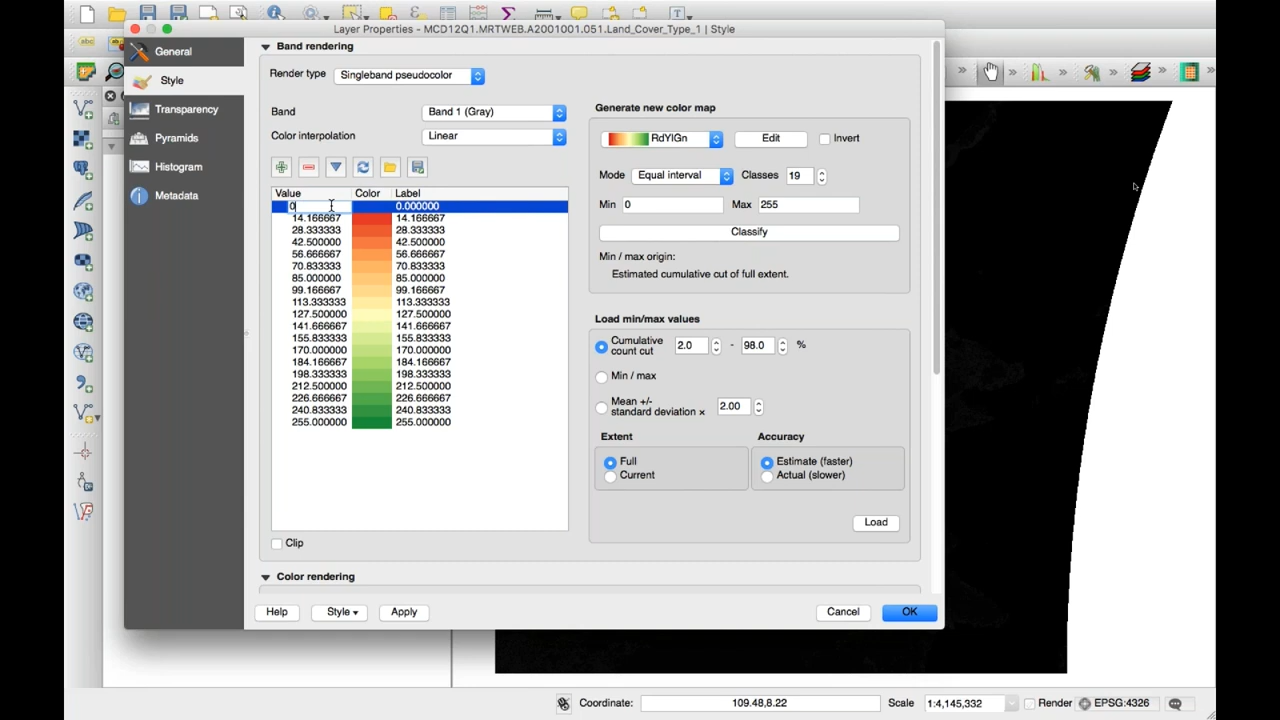 Layer Properties - MCD12Q1.MRTWEB.A2001001.051.Land_Cover_Type_1 | Style
General
Style
Transparency
Pyramids
Histogram
Metadata
Band rendering
Render type Singleband pseudocolor
Band Band 1 (Gray)
Color interpolation Linear
Value Color Label
0 0.000000
14.166667 14.166667
28.333333 28.333333
42.500000 42.500000
56.666667 56.666667
70.833333 70.833333
85.000000 85.000000
99.166667 99.166667
113.333333 113.333333
127.500000 127.500000
141.666667 141.666667
155.833333 155.833333
170.000000 170.000000
184.166667 184.166667
198.333333 198.333333
212.500000 212.500000
226.666667 226.666667
240.833333 240.833333
255.000000 255.000000
Clip
Generate new color map
RdYlGn Edit Invert
Mode Equal interval Classes 19
Min 0 Max 255
Classify
Min / max origin:
Estimated cumulative cut of full extent.
Load min/max values
Cumulative
count cut 2.0 - 98.0 %
Min / max
Mean +/-
standard deviation × 2.00
Extent Accuracy
Full Estimate (faster)
Current Actual (slower)
Load
Color rendering
Help Style Apply Cancel OK
Coordinate: 109.48,8.22 Scale 1:4,145,332 Render EPSG:4326